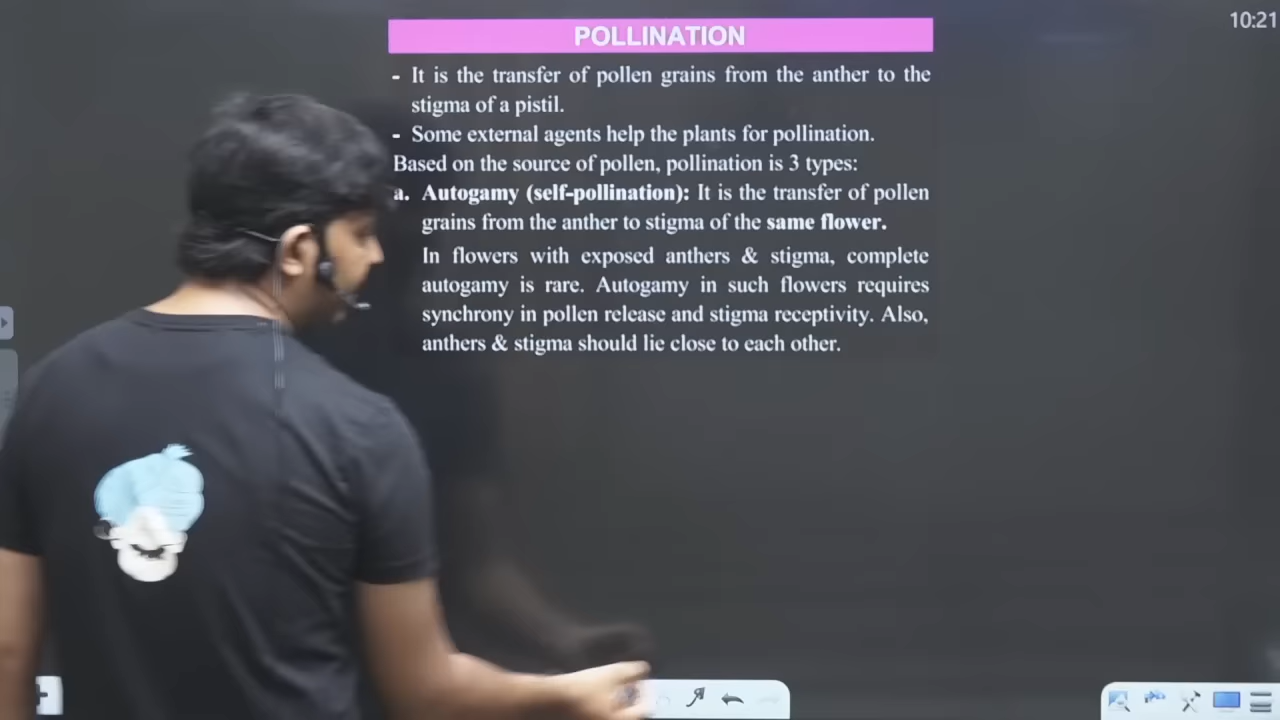 POLLINATION
10:21
- It is the transfer of pollen grains from the anther to the
stigma of a pistil.
- Some external agents help the plants for pollination.
Based on the source of pollen, pollination is 3 types:
a. Autogamy (self-pollination): It is the transfer of pollen
grains from the anther to stigma of the same flower.
In flowers with exposed anthers & stigma, complete
autogamy is rare. Autogamy in such flowers requires
synchrony in pollen release and stigma receptivity. Also,
anthers & stigma should lie close to each other.